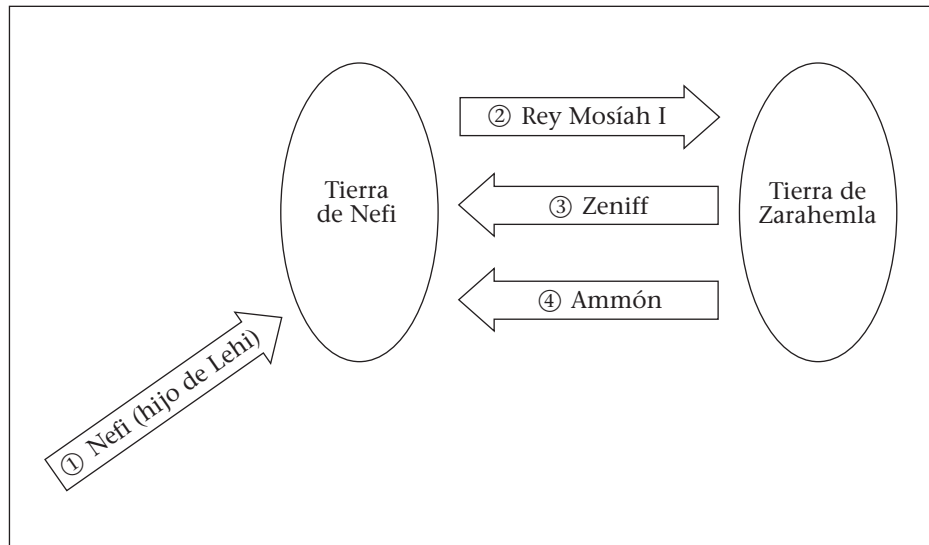 ② Rey Mosíah I
Tierra
de Nefi
③ Zeniff
Tierra de
Zarahemla
④ Ammón
① Nefi (hijo de Lehi)